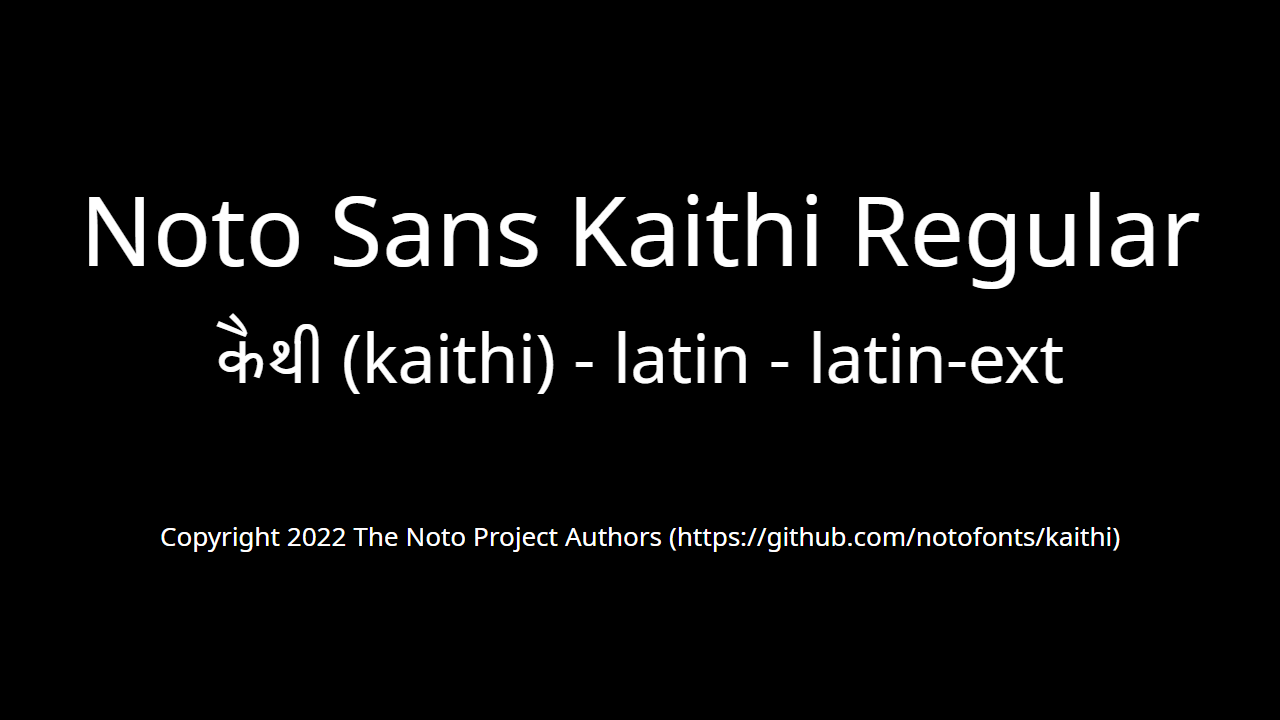 Noto Sans Kaithi Regular
𑂍𑂶𑂟𑂲 (kaithi) - latin - latin-ext
Copyright 2022 The Noto Project Authors (https://github.com/notofonts/kaithi)